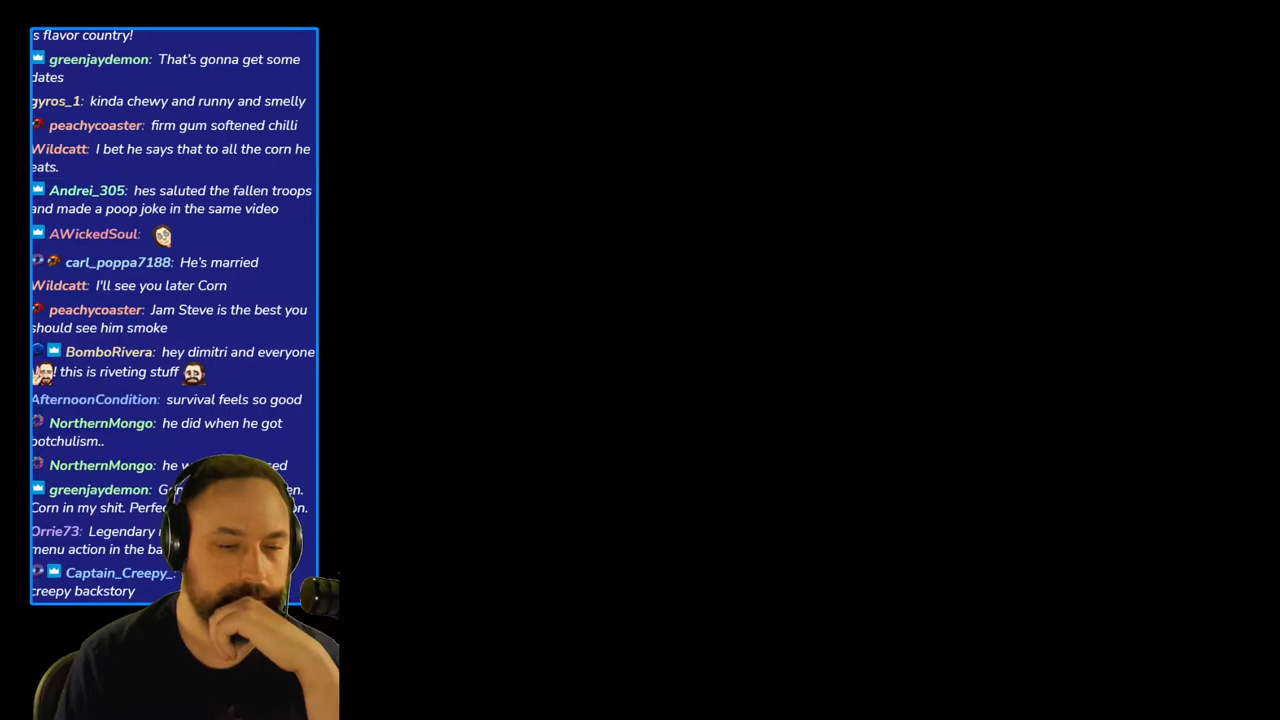 s flavor country!
greenjaydemon: That's gonna get some
dates
gyros_1: kinda chewy and runny and smelly
peachycoaster: firm gum softened chilli
Wildcatt: I bet he says that to all the corn he
eats.
Andrei_305: hes saluted the fallen troops
and made a poop joke in the same video
AWickedSoul:
carl_poppa7188: He's married
Wildcatt: I'll see you later Corn
peachycoaster: Jam Steve is the best you
should see him smoke
BomboRivera: hey dimitri and everyone
! this is riveting stuff
AfternoonCondition: survival feels so good
NorthernMongo: he did when he got
botchulism..
NorthernMongo: he
greenjaydemon:
Corn in my shit.
Orrie73: Legendary
menu action in the
Captain_Creepy_:
creepy backstory